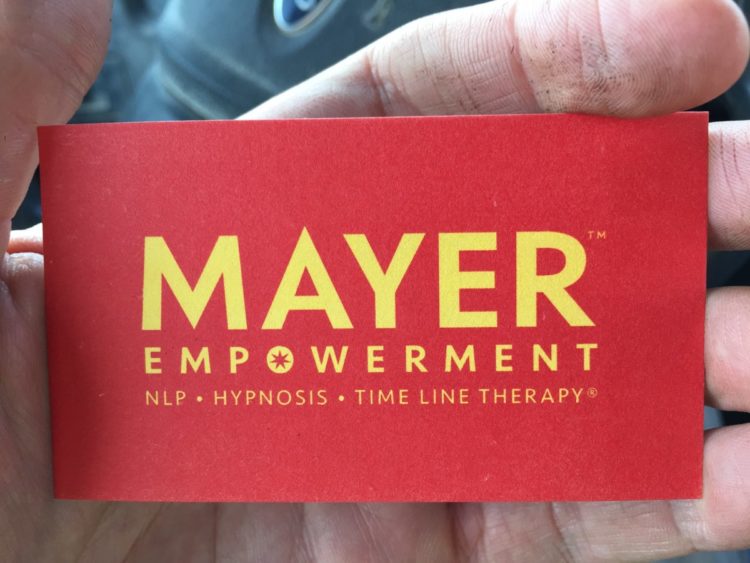 MAYER™
EMPOWERMENT
NLP • HYPNOSIS • TIME LINE THERAPY®